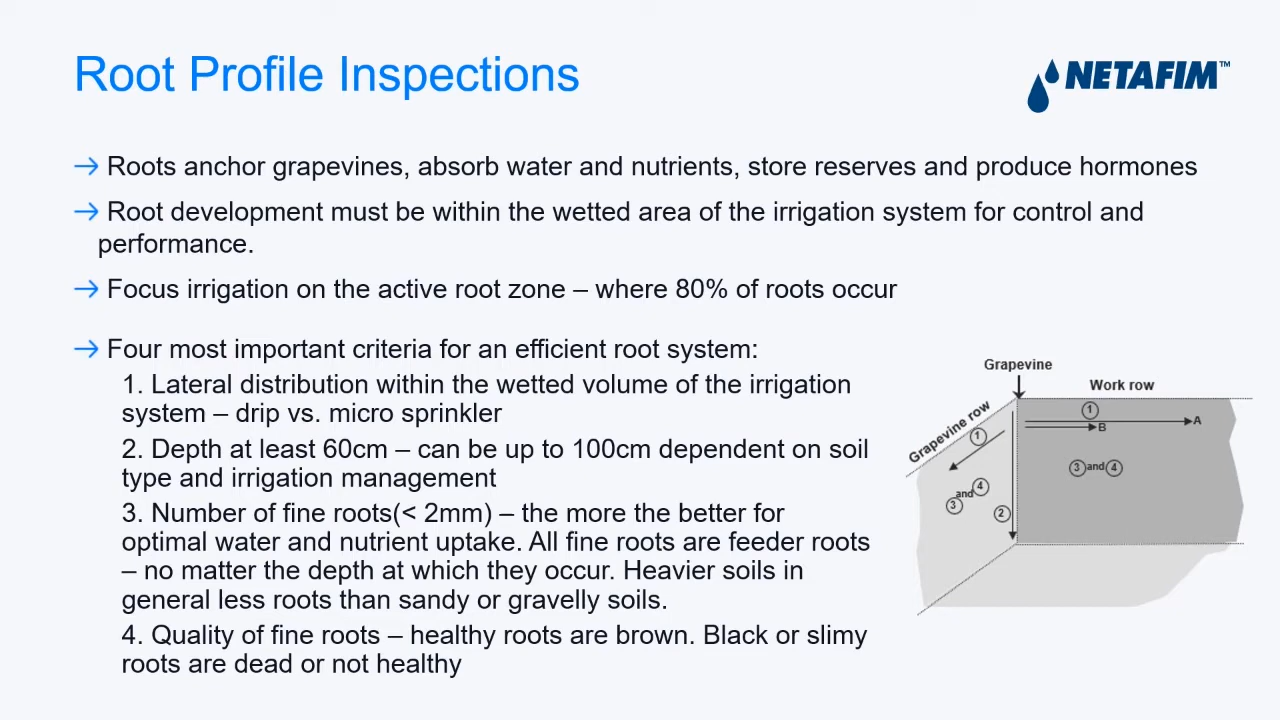 Root Profile Inspections
NETAFIM™
→ Roots anchor grapevines, absorb water and nutrients, store reserves and produce hormones
→ Root development must be within the wetted area of the irrigation system for control and
performance.
→ Focus irrigation on the active root zone – where 80% of roots occur
→ Four most important criteria for an efficient root system:
1. Lateral distribution within the wetted volume of the irrigation
system – drip vs. micro sprinkler
2. Depth at least 60cm – can be up to 100cm dependent on soil
type and irrigation management
3. Number of fine roots(< 2mm) – the more the better for
optimal water and nutrient uptake. All fine roots are feeder roots
– no matter the depth at which they occur. Heavier soils in
general less roots than sandy or gravelly soils.
4. Quality of fine roots – healthy roots are brown. Black or slimy
roots are dead or not healthy
Grapevine
Work row
Grapevine row
1
A
B
1
3 and 4
3 and 4
2